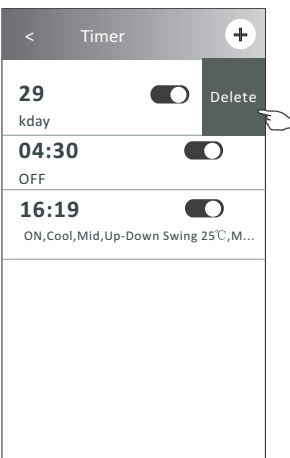 < Timer +
29
kday
Delete
04:30
OFF
16:19
ON,Cool,Mid,Up-Down Swing 25℃,M...